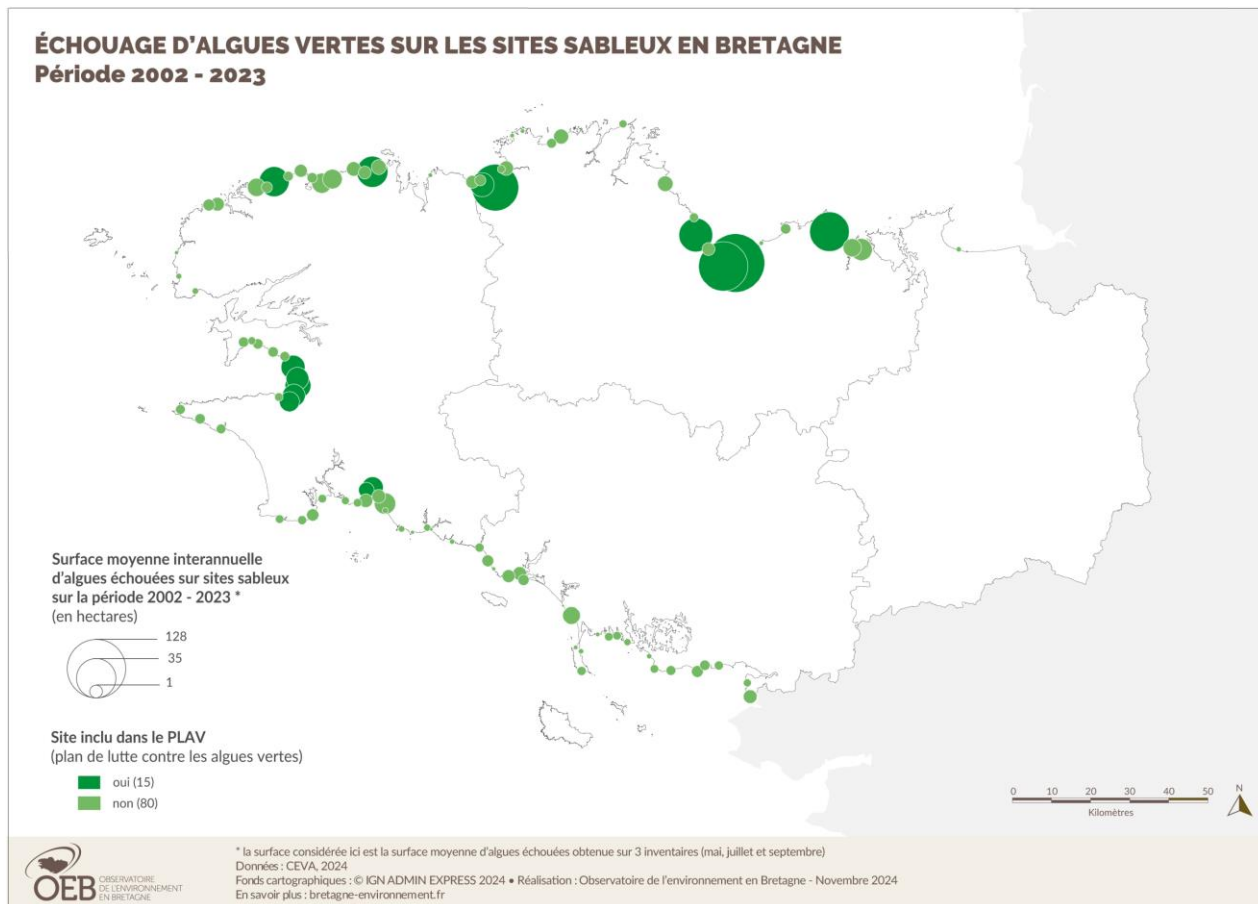 ÉCHOUAGE D'ALGUES VERTES SUR LES SITES SABLEUX EN BRETAGNE
Période 2002 - 2023
Surface moyenne interannuelle
d'algues échouées sur sites sableux
sur la période 2002 - 2023 *
(en hectares)
128
35
1
Site inclu dans le PLAV
(plan de lutte contre les algues vertes)
oui (15)
non (80)
0 10 20 30 40 50
Kilomètres
N
OEB
OBSERVATOIRE
DE L'ENVIRONNEMENT
EN BRETAGNE
* la surface considérée ici est la surface moyenne d'algues échouées obtenue sur 3 inventaires (mai, juillet et septembre)
Données : CEVA, 2024
Fonds cartographiques : © IGN ADMIN EXPRESS 2024 • Réalisation : Observatoire de l'environnement en Bretagne - Novembre 2024
En savoir plus : bretagne-environnement.fr